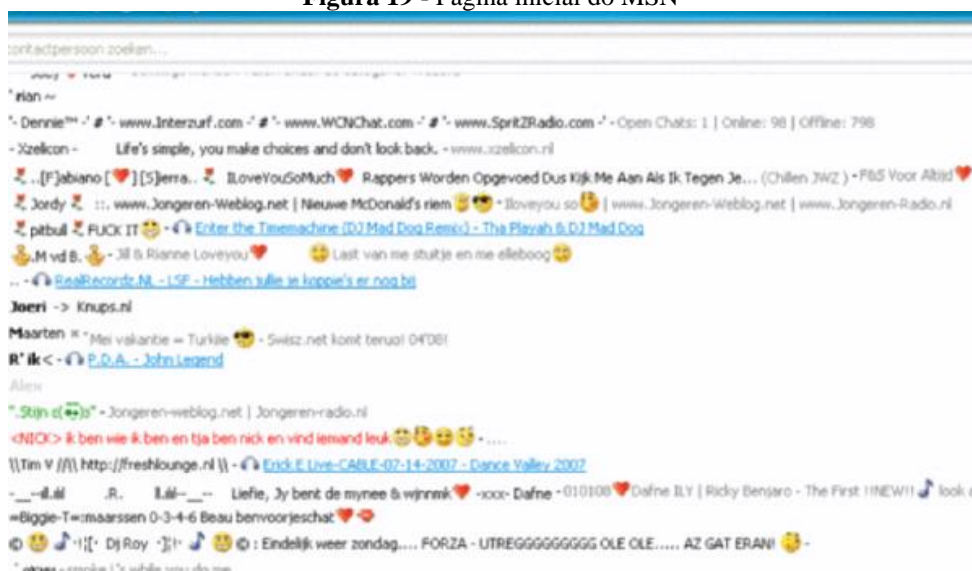 Figura 19 - Página inicial do MSN
contactpersoon zoeken...
' rian ~
'- Dennie™ -' # '- www.Interzurf.com -' # '- www.WCNChat.com -' # '- www.SpritZRadio.com -' - Open Chats: 1 | Online: 98 | Offline: 798
- Xzelicon - Life's simple, you make choices and don't look back. - www.xzelicon.nl
..[F]abiano [❤] [S]ierra.. ILoveYouSoMuch❤ Rappers Worden Opgevoed Dus Kijk Me Aan Als Ik Tegen Je... (Chillen JWZ ) - F&S Voor Altijd❤
Jordy ::. www.Jongeren-Weblog.net | Nieuwe McDonald's riem - Iloveyou so | www.Jongeren-Weblog.net | www.Jongeren-Radio.nl
pitbull FUCK IT - Enter the Timemachine (DJ Mad Dog Remix) - Tha Playah & DJ Mad Dog
.M vd B. - Jill & Rianne Loveyou❤ Last van me stuitje en me elleboog
.. - RealRecordz.NL - LSF - Hebben jullie je koppie's er nog bij
Joeri -> Knups.nl
Maarten ¤ - Mei vakantie = Turkije - Swisz.net komt terug! 04'08!
R'ik< - P.D.A. - John Legend
Alex
".Stijn s( )s" - Jongeren-weblog.net | Jongeren-radio.nl
<NICK> ik ben wie ik ben en tja ben nick en vind iemand leuk - ....
\\Tim V //\\ http://freshlounge.nl \\ - Erick E Live-CABLE-07-14-2007 - Dance Valley 2007
.R. Liefie, Jy bent de mynee & wjnnmk❤ -xxx- Dafne - 010108❤Dafne ILY | Ricky Benjaro - The First !!NEW!! look
=Biggie-T=:maarssen 0-3-4-6 Beau benvoorjeschat❤
© ·!¦[· Dj Roy ·]¦!· © : Eindelijk weer zondag.... FORZA - UTREGGGGGGGGG OLE OLE..... AZ GAT ERAN! -
smoke L's while you do me